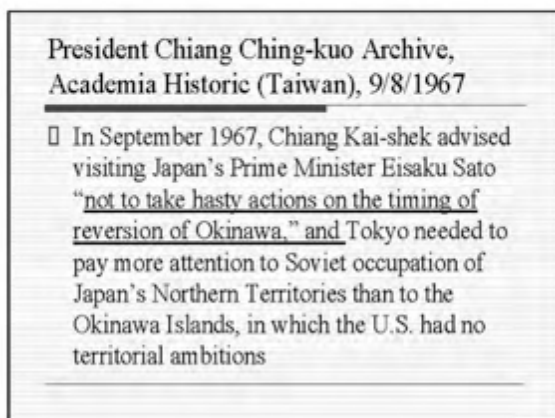 President Chiang Ching-kuo Archive,
Academia Historic (Taiwan), 9/8/1967
In September 1967, Chiang Kai-shek advised
visiting Japan's Prime Minister Eisaku Sato
"not to take hasty actions on the timing of
reversion of Okinawa," and Tokyo needed to
pay more attention to Soviet occupation of
Japan's Northern Territories than to the
Okinawa Islands, in which the U.S. had no
territorial ambitions